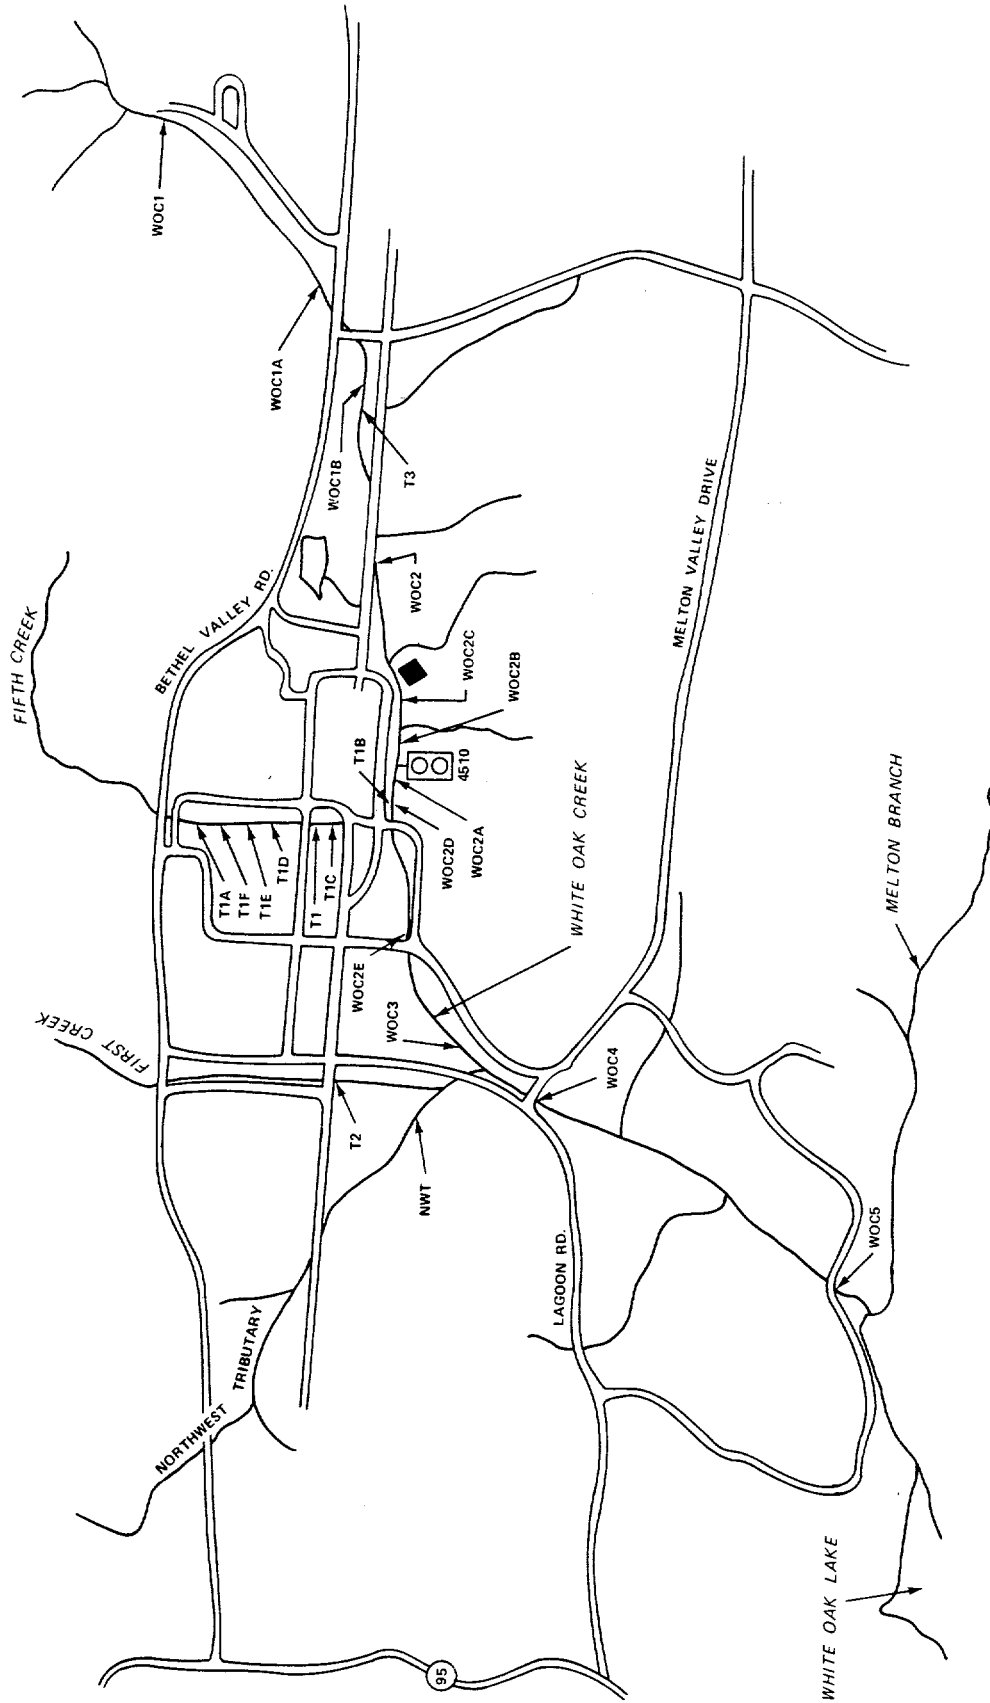 WOC1
WOC1A
WOC1B
T3
FIFTH CREEK
BETHEL VALLEY RD.
WOC2
WOC2C
WOC2B
T1B
4510
WOC2D
WOC2A
T1A
T1F
T1E
T1D
T1
T1C
MELTON VALLEY DRIVE
WHITE OAK CREEK
MELTON BRANCH
WOC2E
WOC3
FIRST CREEK
WOC4
T2
NWT
WOC5
LAGOON RD.
NORTHWEST TRIBUTARY
95
WHITE OAK LAKE